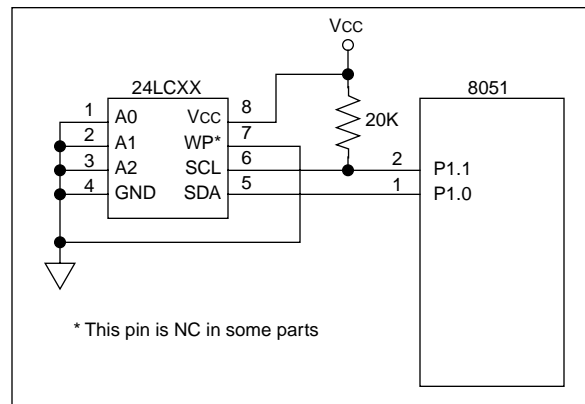 Vcc
24LCXX
8051
1 A0 Vcc 8
2 A1 WP* 7
20K
3 A2 SCL 6 2 P1.1
4 GND SDA 5 1 P1.0
* This pin is NC in some parts